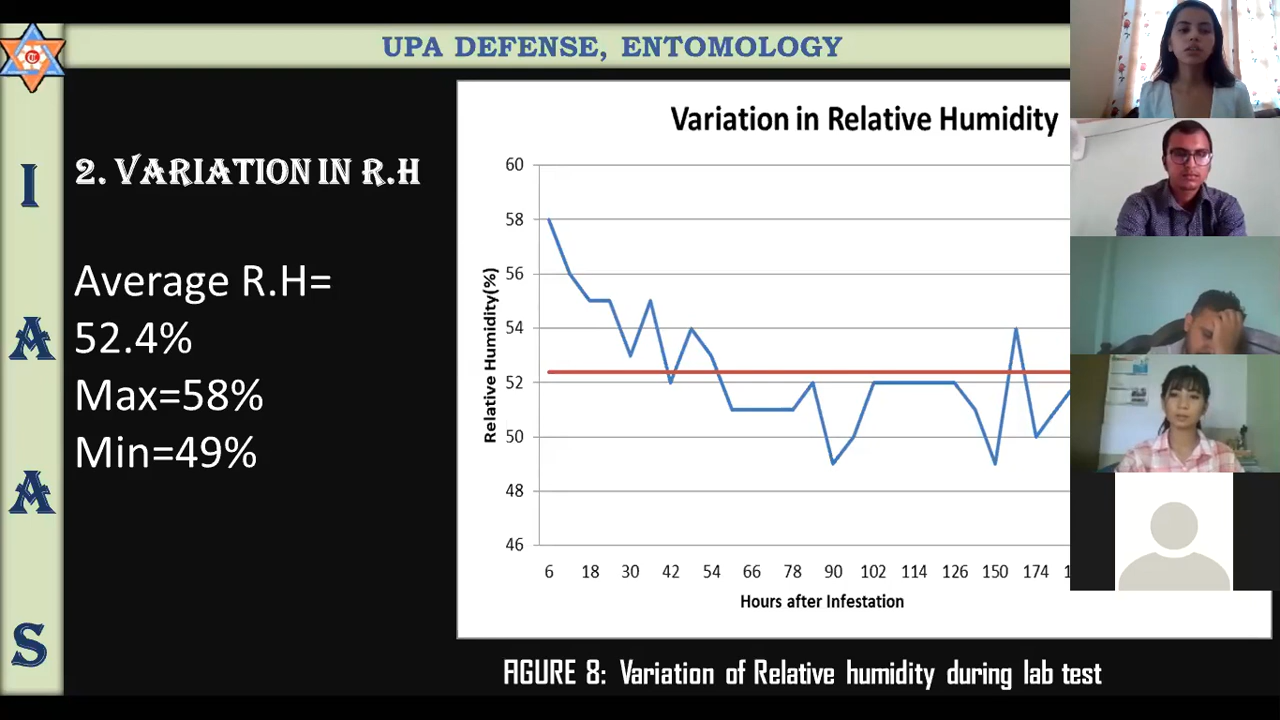 UPA DEFENSE, ENTOMOLOGY
I
A
A
S
2. VARIATION IN R.H
Average R.H=
52.4%
Max=58%
Min=49%
Variation in Relative Humidity
Relative Humidity(%)
60
58
56
54
52
50
48
46
6 18 30 42 54 66 78 90 102 114 126 150 174
Hours after Infestation
FIGURE 8: Variation of Relative humidity during lab test